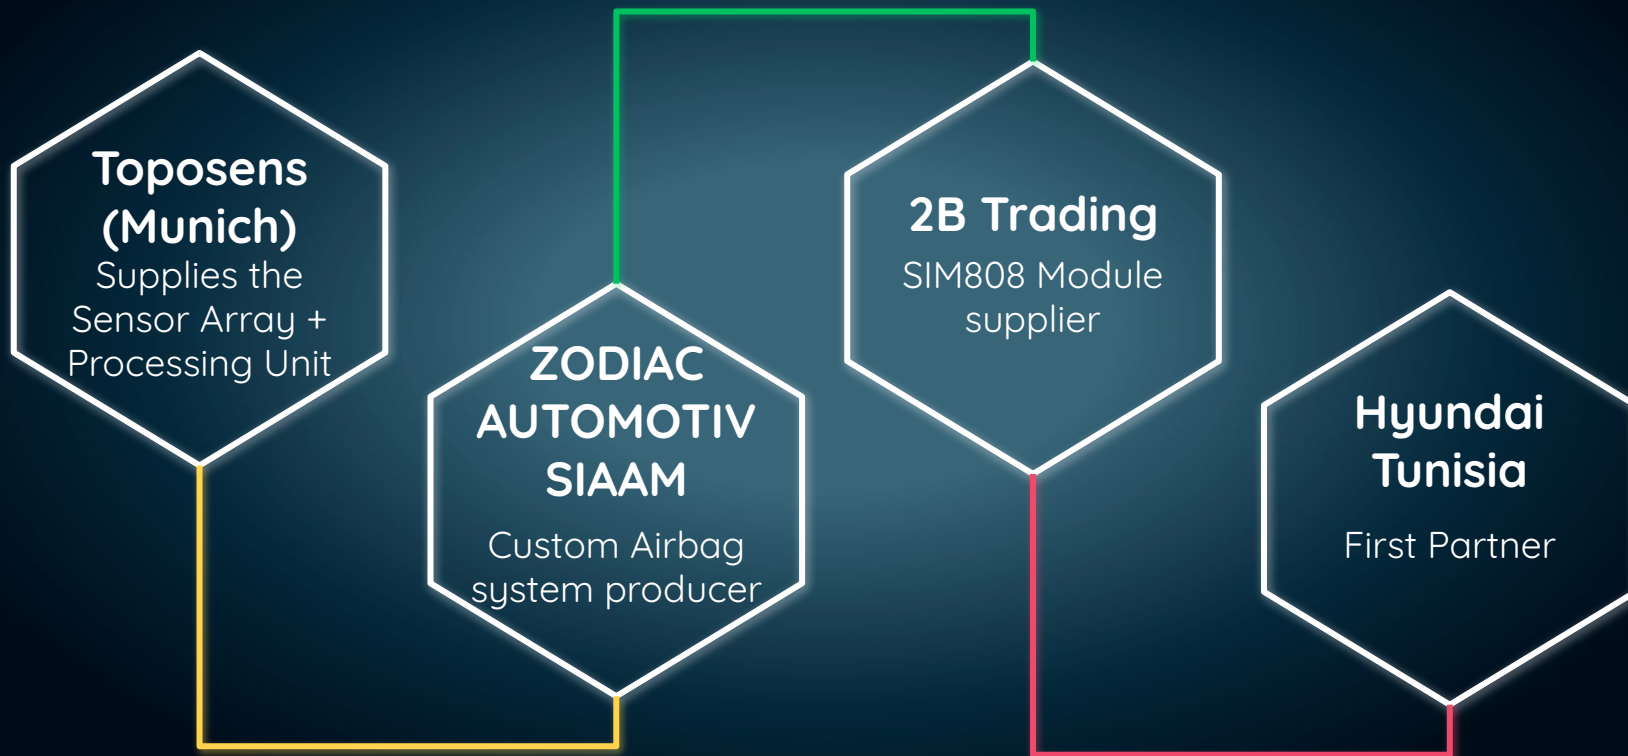 Toposens
(Munich)
Supplies the
Sensor Array +
Processing Unit
ZODIAC
AUTOMOTIV
SIAAM
Custom Airbag
system producer
2B Trading
SIM808 Module
supplier
Hyundai
Tunisia
First Partner